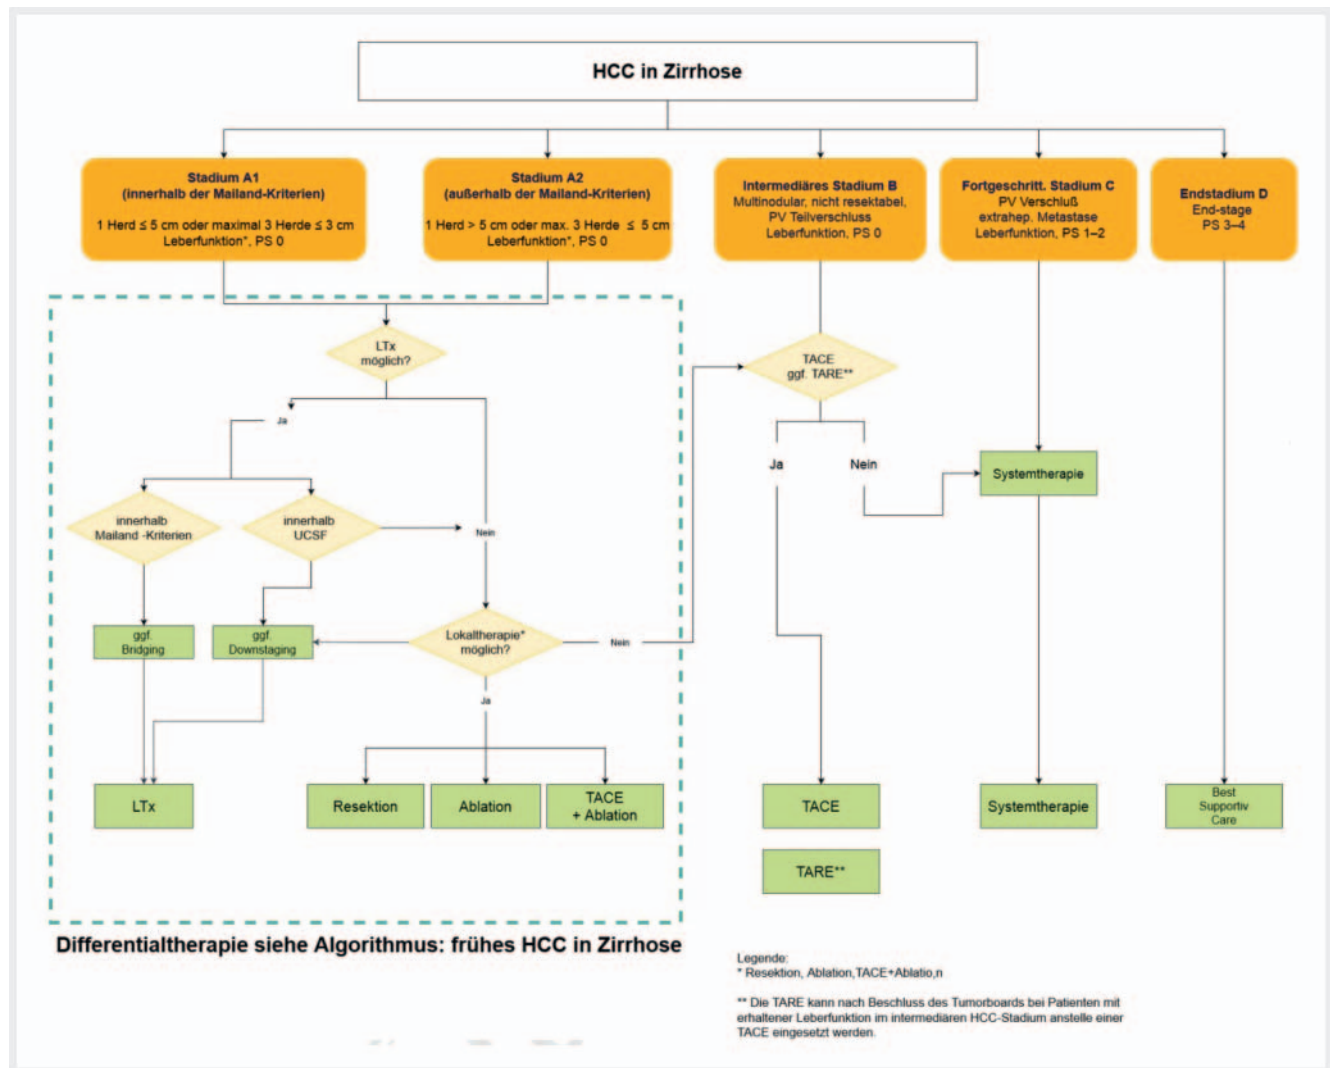 HCC in Zirrhose
Stadium A1
(innerhalb der Mailand-Kriterien)
1 Herd ≤ 5 cm oder maximal 3 Herde ≤ 3 cm
Leberfunktion*, PS 0
Stadium A2
(außerhalb der Mailand-Kriterien)
1 Herd > 5 cm oder max. 3 Herde ≤ 5 cm
Leberfunktion*, PS 0
Intermediäres Stadium B
Multinodular, nicht resektabel,
PV Teilverschluss
Leberfunktion, PS 0
Fortgeschritt. Stadium C
PV Verschluß
extrahep. Metastase
Leberfunktion, PS 1–2
Endstadium D
End-stage
PS 3–4
LTx
möglich?
TACE
ggf. TARE**
Ja
Ja
Nein
Systemtherapie
innerhalb
Mailand -Kriterien
innerhalb
UCSF
Nein
ggf.
Bridging
ggf.
Downstaging
Lokaltherapie*
möglich?
Nein
Ja
LTx
Resektion
Ablation
TACE
+ Ablation
TACE
Systemtherapie
Best
Supportiv
Care
TARE**
Differentialtherapie siehe Algorithmus: frühes HCC in Zirrhose
Legende:
* Resektion, Ablation,TACE+Ablatio,n
** Die TARE kann nach Beschluss des Tumorboards bei Patienten mit
erhaltener Leberfunktion im intermediären HCC-Stadium anstelle einer
TACE eingesetzt werden.